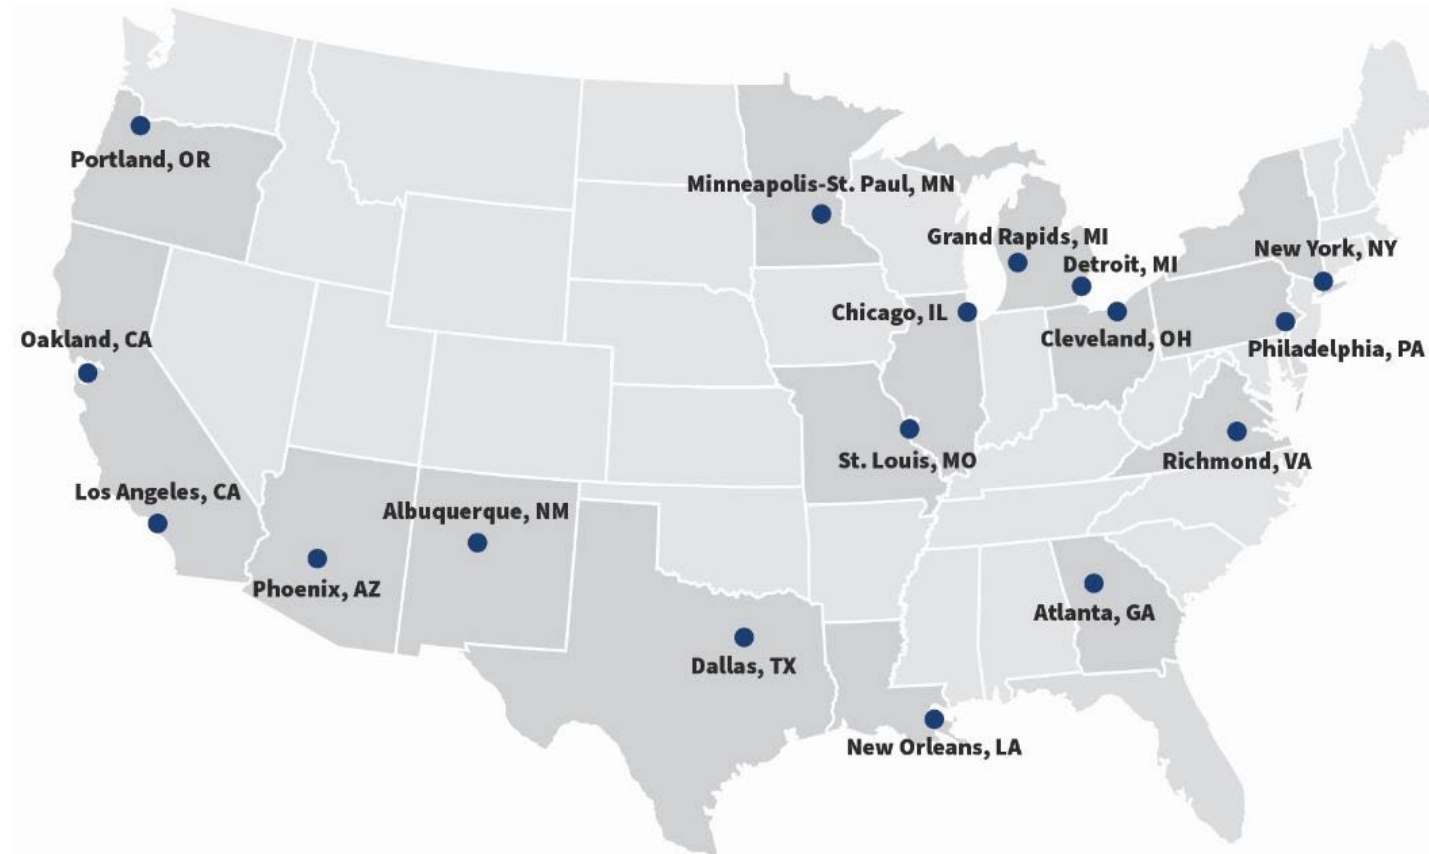 Portland, OR
Minneapolis-St. Paul, MN
Grand Rapids, MI
New York, NY
Detroit, MI
Chicago, IL
Oakland, CA
Cleveland, OH
Philadelphia, PA
St. Louis, MO
Richmond, VA
Los Angeles, CA
Albuquerque, NM
Phoenix, AZ
Atlanta, GA
Dallas, TX
New Orleans, LA